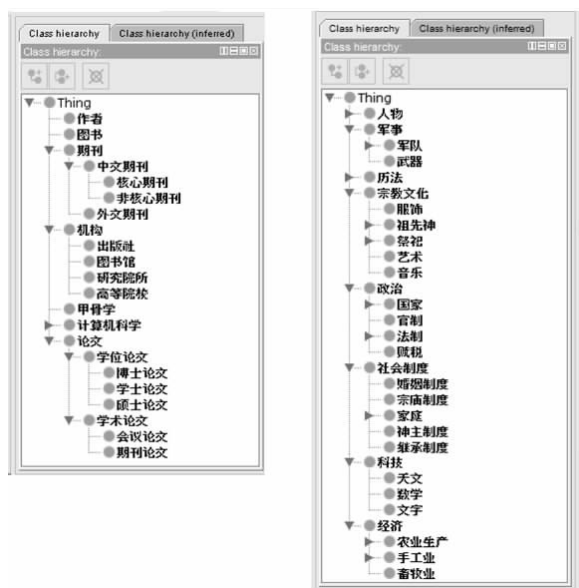 Class hierarchy
Class hierarchy (inferred)
Class hierarchy:
Thing
作者
图书
期刊
中文期刊
核心期刊
非核心期刊
外文期刊
机构
出版社
图书馆
研究院所
高等院校
甲骨学
计算机科学
论文
学位论文
博士论文
学士论文
硕士论文
学术论文
会议论文
期刊论文
Class hierarchy
Class hierarchy (inferred)
Class hierarchy:
Thing
人物
军事
军队
武器
历法
宗教文化
服饰
祖先神
祭祀
艺术
音乐
政治
国家
官制
法制
赋税
社会制度
婚姻制度
宗庙制度
家庭
神主制度
继承制度
科技
天文
数学
文字
经济
农业生产
手工业
畜牧业